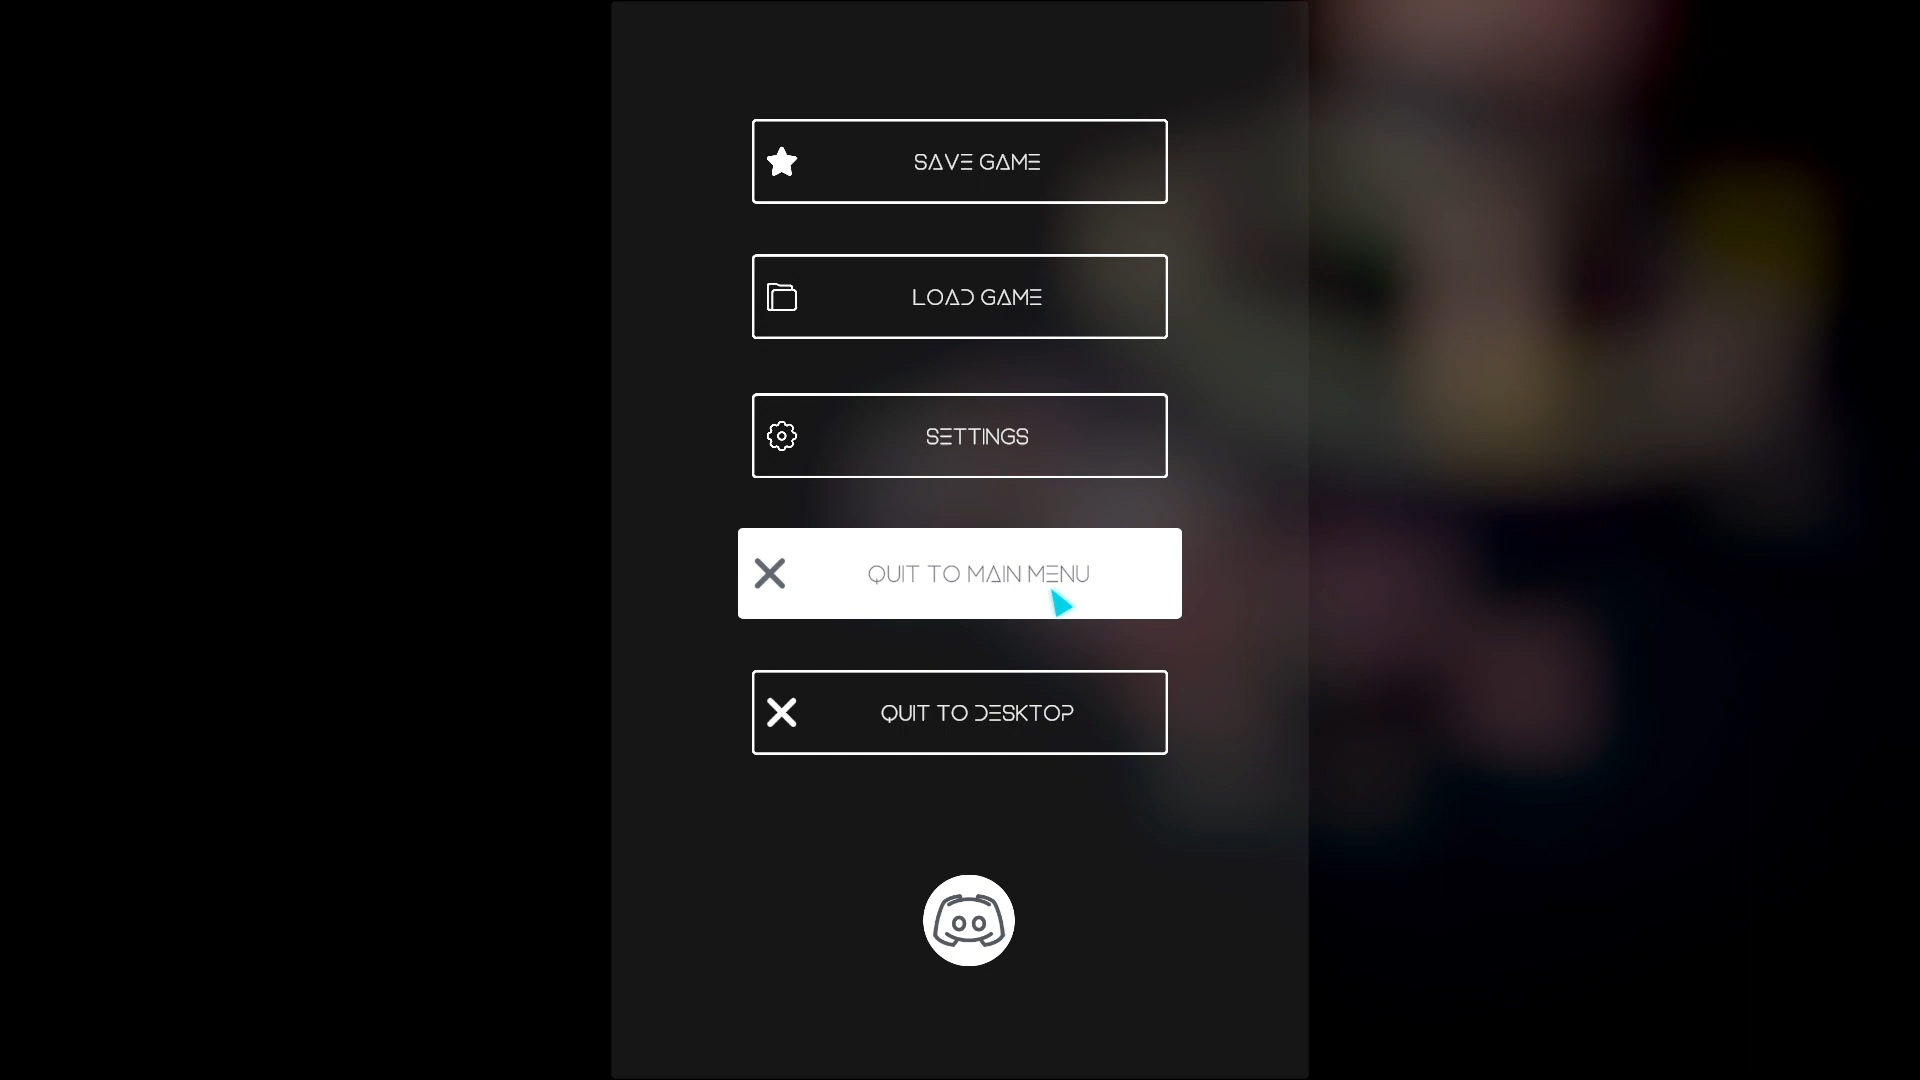 SAVE GAME
LOAD GAME
SETTINGS
QUIT TO MAIN MENU
QUIT TO DESKTOP